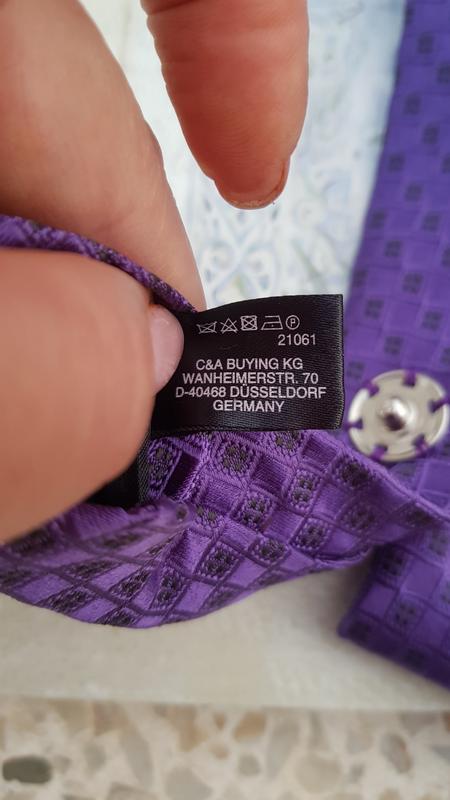 21061
C&A BUYING KG
WANHEIMERSTR. 70
D-40468 DÜSSELDORF
GERMANY